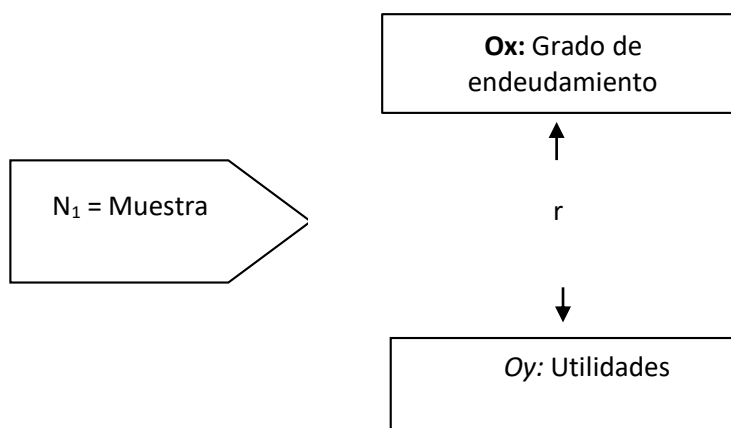 Ox: Grado de
endeudamiento
N₁ = Muestra
r
Oy: Utilidades